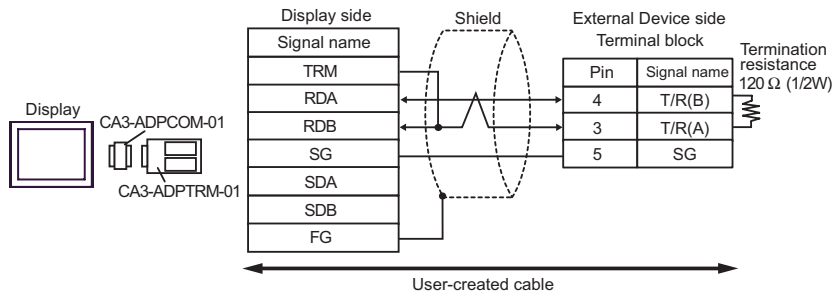 Display side
Shield
External Device side
Terminal block
Signal name
TRM
RDA
RDB
SG
SDA
SDB
FG
Pin
Signal name
4
T/R(B)
3
T/R(A)
5
SG
Termination
resistance
120 Ω (1/2W)
Display
CA3-ADPCOM-01
CA3-ADPTRM-01
User-created cable